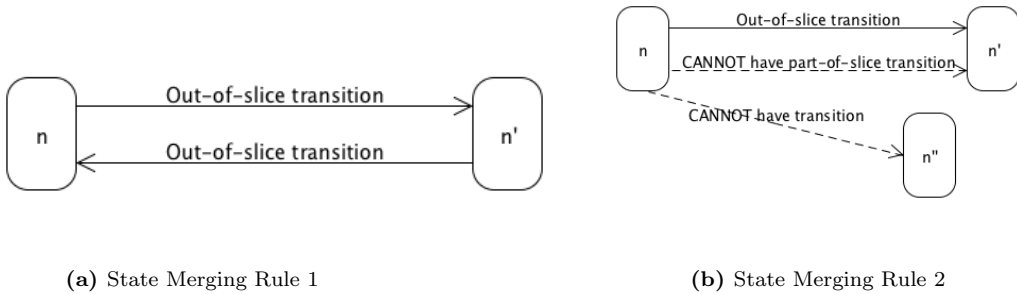 n
Out-of-slice transition
Out-of-slice transition
n'
(a) State Merging Rule 1
n
Out-of-slice transition
CANNOT have part-of-slice transition
n'
CANNOT have transition
n"
(b) State Merging Rule 2